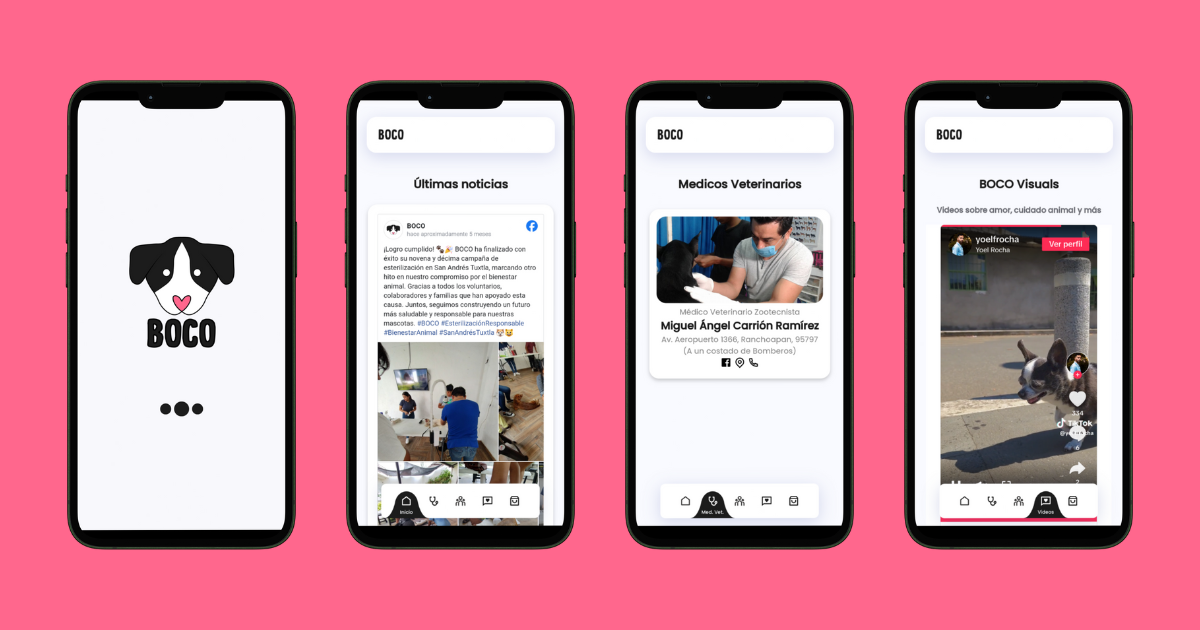 BOCO
BOCO
Últimas noticias
BOCO
hace aproximadamente 5 meses
¡Logro cumplido! 🐾🎉 BOCO ha finalizado con
éxito su novena y décima campaña de
esterilización en San Andrés Tuxtla, marcando otro
hito en nuestro compromiso por el bienestar
animal. Gracias a todos los voluntarios,
colaboradores y familias que han apoyado esta
causa. Juntos, seguimos construyendo un futuro
más saludable y responsable para nuestras
mascotas. #BOCO #EsterilizaciónResponsable
#BienestarAnimal #SanAndrésTuxtla 🐶😺
Inicio
BOCO
Medicos Veterinarios
Médico Veterinario Zootecnista
Miguel Ángel Carrión Ramírez
Av. Aeropuerto 1366, Ranchoapan, 95797
(A un costado de Bomberos)
Med. Vet.
BOCO
BOCO Visuals
Videos sobre amor, cuidado animal y más
yoelfrocha
Yoel Rocha
Ver perfil
334
TikTok
6
2
Videos